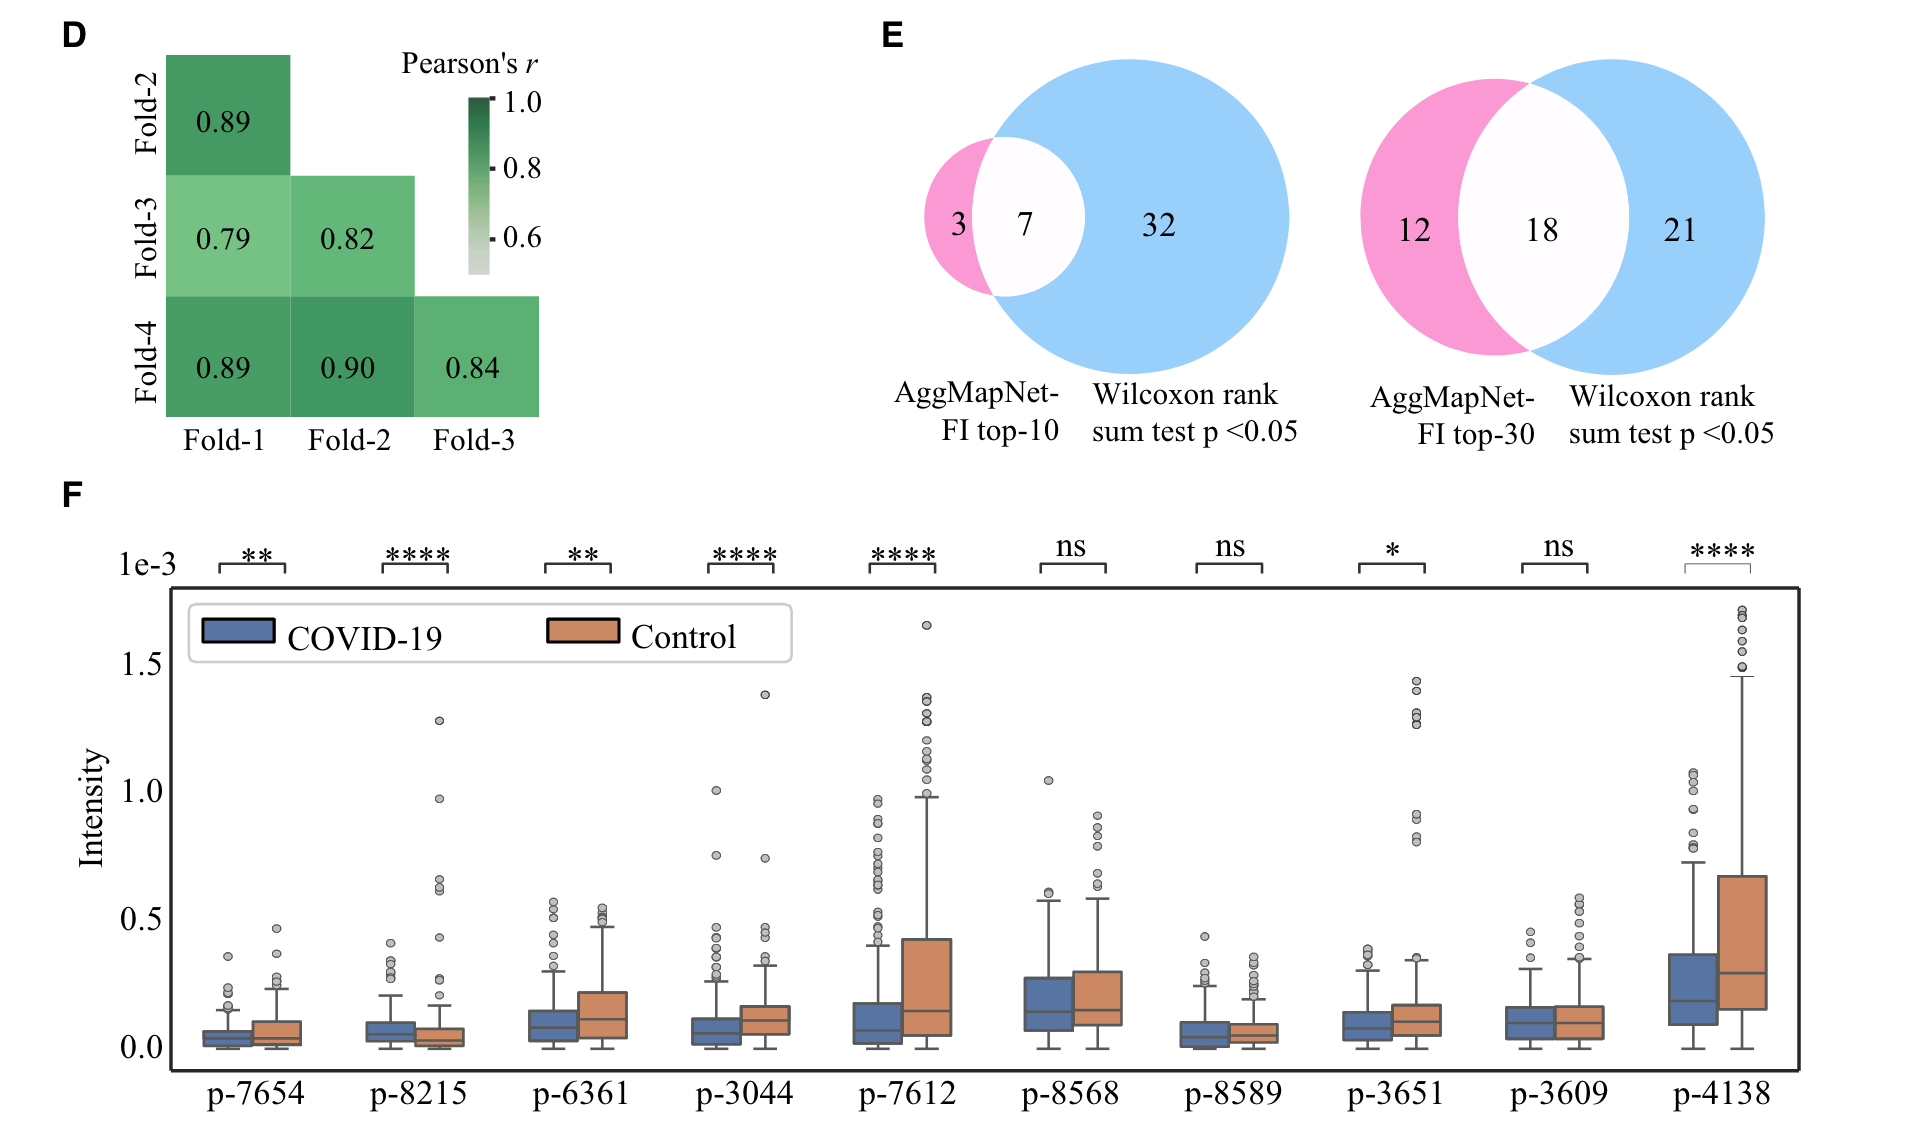 D
Pearson's r
1.0
0.8
0.6
Fold-2
Fold-3
Fold-4
0.89
0.79 0.82
0.89 0.90 0.84
Fold-1 Fold-2 Fold-3
E
3 7 32
AggMapNet-
FI top-10
Wilcoxon rank
sum test p <0.05
12 18 21
AggMapNet-
FI top-30
Wilcoxon rank
sum test p <0.05
F
1e-3
** **** ** **** **** ns ns * ns ****
COVID-19 Control
Intensity
1.5
1.0
0.5
0.0
p-7654 p-8215 p-6361 p-3044 p-7612 p-8568 p-8589 p-3651 p-3609 p-4138